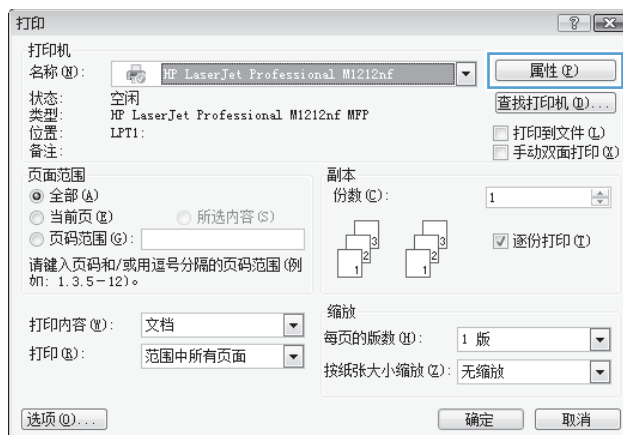 打印
打印机
名称(N): HP LaserJet Professional M1212nf 属性(P)
状态: 空闲 查找打印机(D)...
类型: HP LaserJet Professional M1212nf MFP
位置: LPT1: 打印到文件(L)
备注: 手动双面打印(X)
页面范围 副本
全部(A) 份数(C): 1
当前页(E) 所选内容(S)
页码范围(G): 逐份打印(T)
请键入页码和/或用逗号分隔的页码范围(例
如: 1.3.5-12)。
1 2 3 1 2 3
缩放
打印内容(W): 文档 每页的版数(H): 1 版
打印(R): 范围中所有页面 按纸张大小缩放(Z): 无缩放
选项(O)... 确定 取消